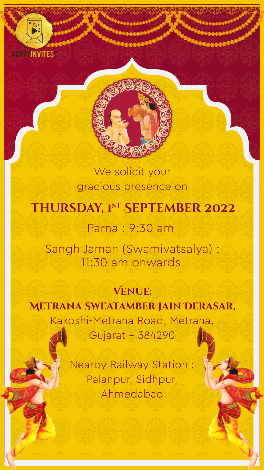 HAPPY INVITES
We solicit your
gracious presence on
THURSDAY, 1ST SEPTEMBER 2022
Parna : 9:30 am
Sangh Jaman (Swamivatsalya) :
11:30 am onwards
VENUE:
METRANA SWEATAMBER JAIN DERASAR,
Kakoshi-Metrana Road, Metrana,
Gujarat - 384290
Nearby Railway Station :
Palanpur, Sidhpur,
Ahmedabad